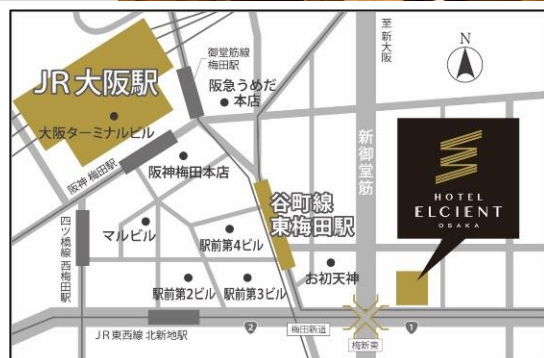 至 新大阪
N
御堂筋線
梅田駅
JR 大阪駅
阪急うめだ
本店
大阪ターミナルビル
新御堂筋
阪神 梅田駅
阪神梅田本店
HOTEL
ELCIENT
OSAKA
谷町線
東梅田駅
四ツ橋線 西梅田駅
マルビル
駅前第4ビル
お初天神
駅前第2ビル
駅前第3ビル
JR東西線 北新地駅
2
梅田新道
1
梅新東